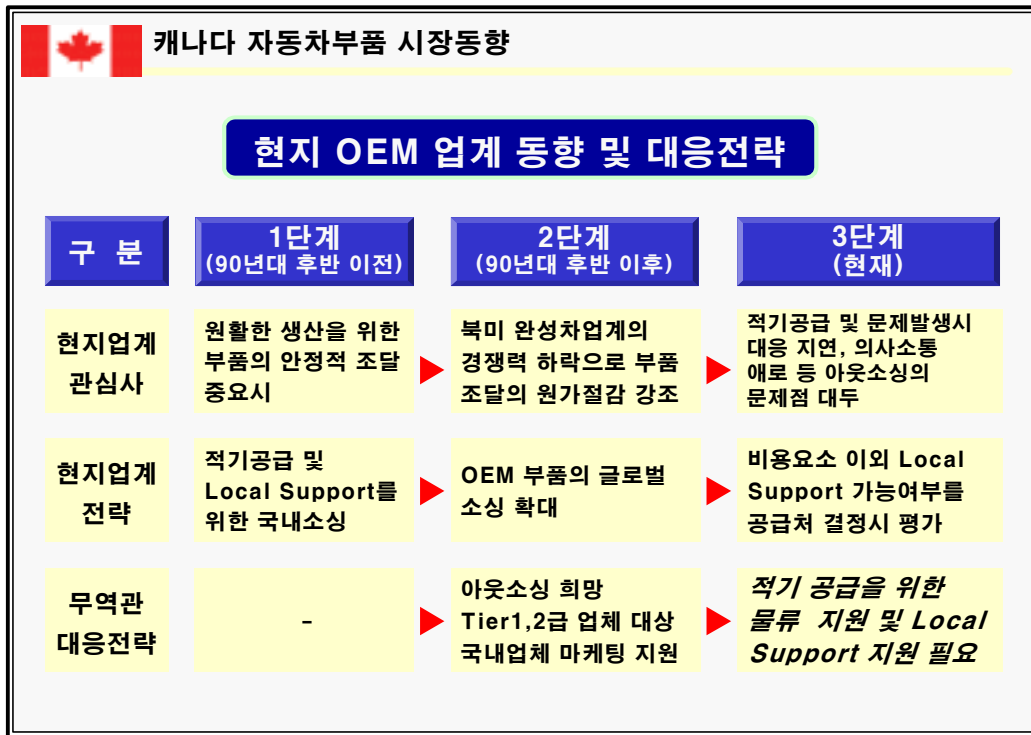 캐나다 자동차부품 시장동향
현지 OEM 업계 동향 및 대응전략
구 분
1단계
(90년대 후반 이전)
2단계
(90년대 후반 이후)
3단계
(현재)
현지업계
관심사
원활한 생산을 위한
부품의 안정적 조달
중요시
북미 완성차업계의
경쟁력 하락으로 부품
조달의 원가절감 강조
적기공급 및 문제발생시
대응 지연, 의사소통
애로 등 아웃소싱의
문제점 대두
현지업계
전략
적기공급 및
Local Support를
위한 국내소싱
OEM 부품의 글로벌
소싱 확대
비용요소 이외 Local
Support 가능여부를
공급처 결정시 평가
무역관
대응전략
-
아웃소싱 희망
Tier1,2급 업체 대상
국내업체 마케팅 지원
적기 공급을 위한
물류 지원 및 Local
Support 지원 필요